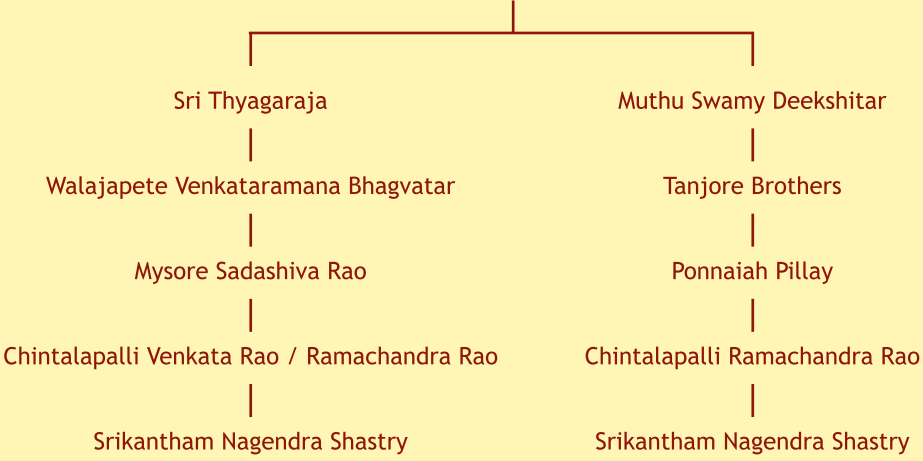 Sri Thyagaraja
Muthu Swamy Deekshitar
Walajapete Venkataramana Bhagvatar
Tanjore Brothers
Mysore Sadashiva Rao
Ponnaiah Pillay
Chintalapalli Venkata Rao / Ramachandra Rao
Chintalapalli Ramachandra Rao
Srikantham Nagendra Shastry
Srikantham Nagendra Shastry